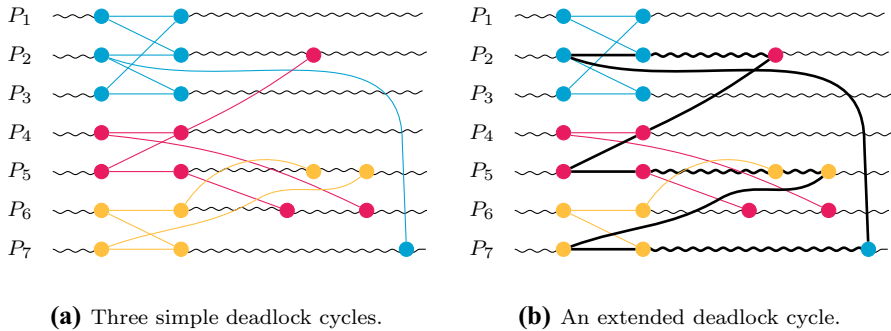 P1 P1
P2 P2
P3 P3
P4 P4
P5 P5
P6 P6
P7 P7
(a) Three simple deadlock cycles. (b) An extended deadlock cycle.